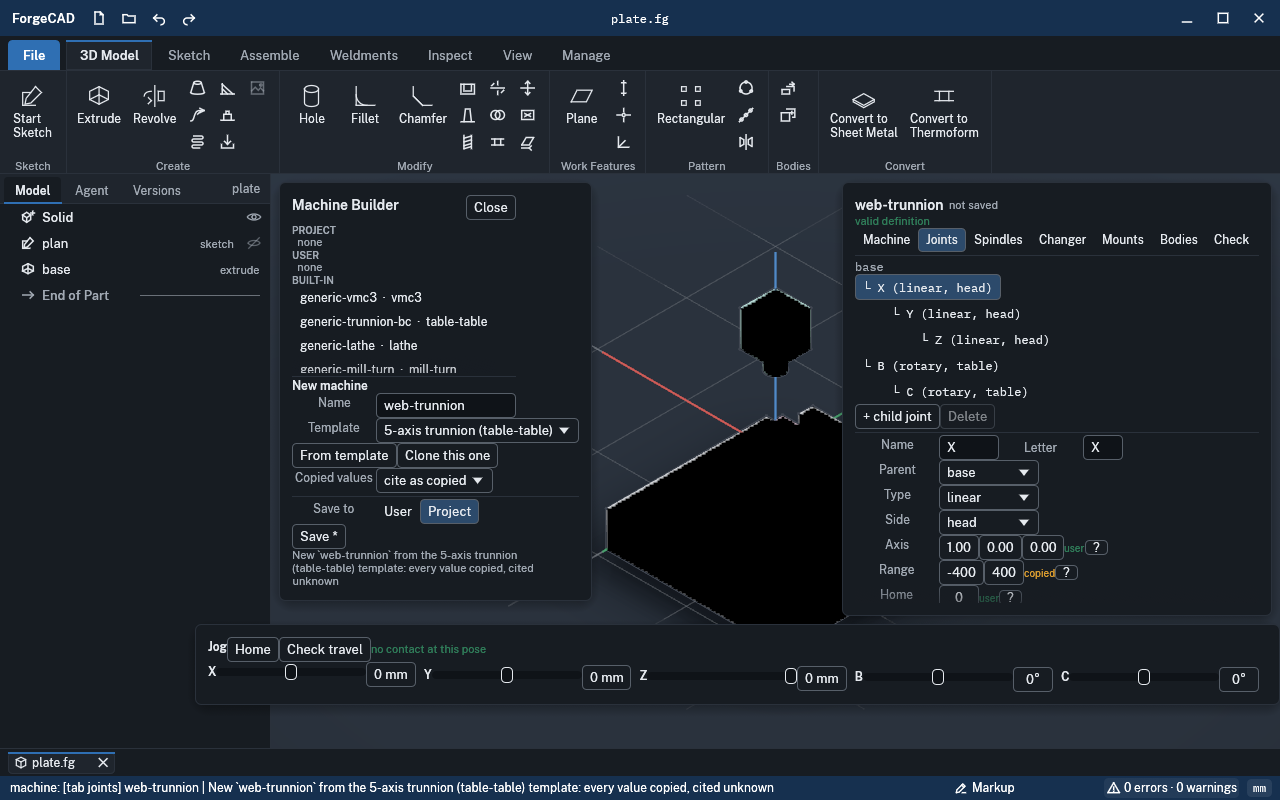 ForgeCAD
plate.fg
File
3D Model
Sketch
Assemble
Weldments
Inspect
View
Manage
Start Sketch
Extrude
Revolve
Hole
Fillet
Chamfer
Plane
Rectangular
Convert to Sheet Metal
Convert to Thermoform
Sketch
Create
Modify
Work Features
Pattern
Bodies
Convert
Model
Agent
Versions
plate
Solid
plan sketch
base extrude
End of Part
Machine Builder
Close
PROJECT
none
USER
none
BUILT-IN
generic-vmc3 · vmc3
generic-trunnion-bc · table-table
generic-lathe · lathe
generic-mill-turn · mill-turn
New machine
Name web-trunnion
Template 5-axis trunnion (table-table)
From template Clone this one
Copied values cite as copied
Save to User Project
Save *
New `web-trunnion` from the 5-axis trunnion
(table-table) template: every value copied, cited
unknown
web-trunnion not saved
valid definition
Machine Joints Spindles Changer Mounts Bodies Check
base
└ X (linear, head)
└ Y (linear, head)
└ Z (linear, head)
└ B (rotary, table)
└ C (rotary, table)
+ child joint Delete
Name X Letter X
Parent base
Type linear
Side head
Axis 1.00 0.00 0.00 user ?
Range -400 400 copied ?
Home 0 user ?
Jog Home Check travel no contact at this pose
X 0 mm Y 0 mm Z 0 mm B 0° C 0°
plate.fg
machine: [tab joints] web-trunnion | New `web-trunnion` from the 5-axis trunnion (table-table) template: every value copied, cited unknown
Markup
0 errors · 0 warnings
mm